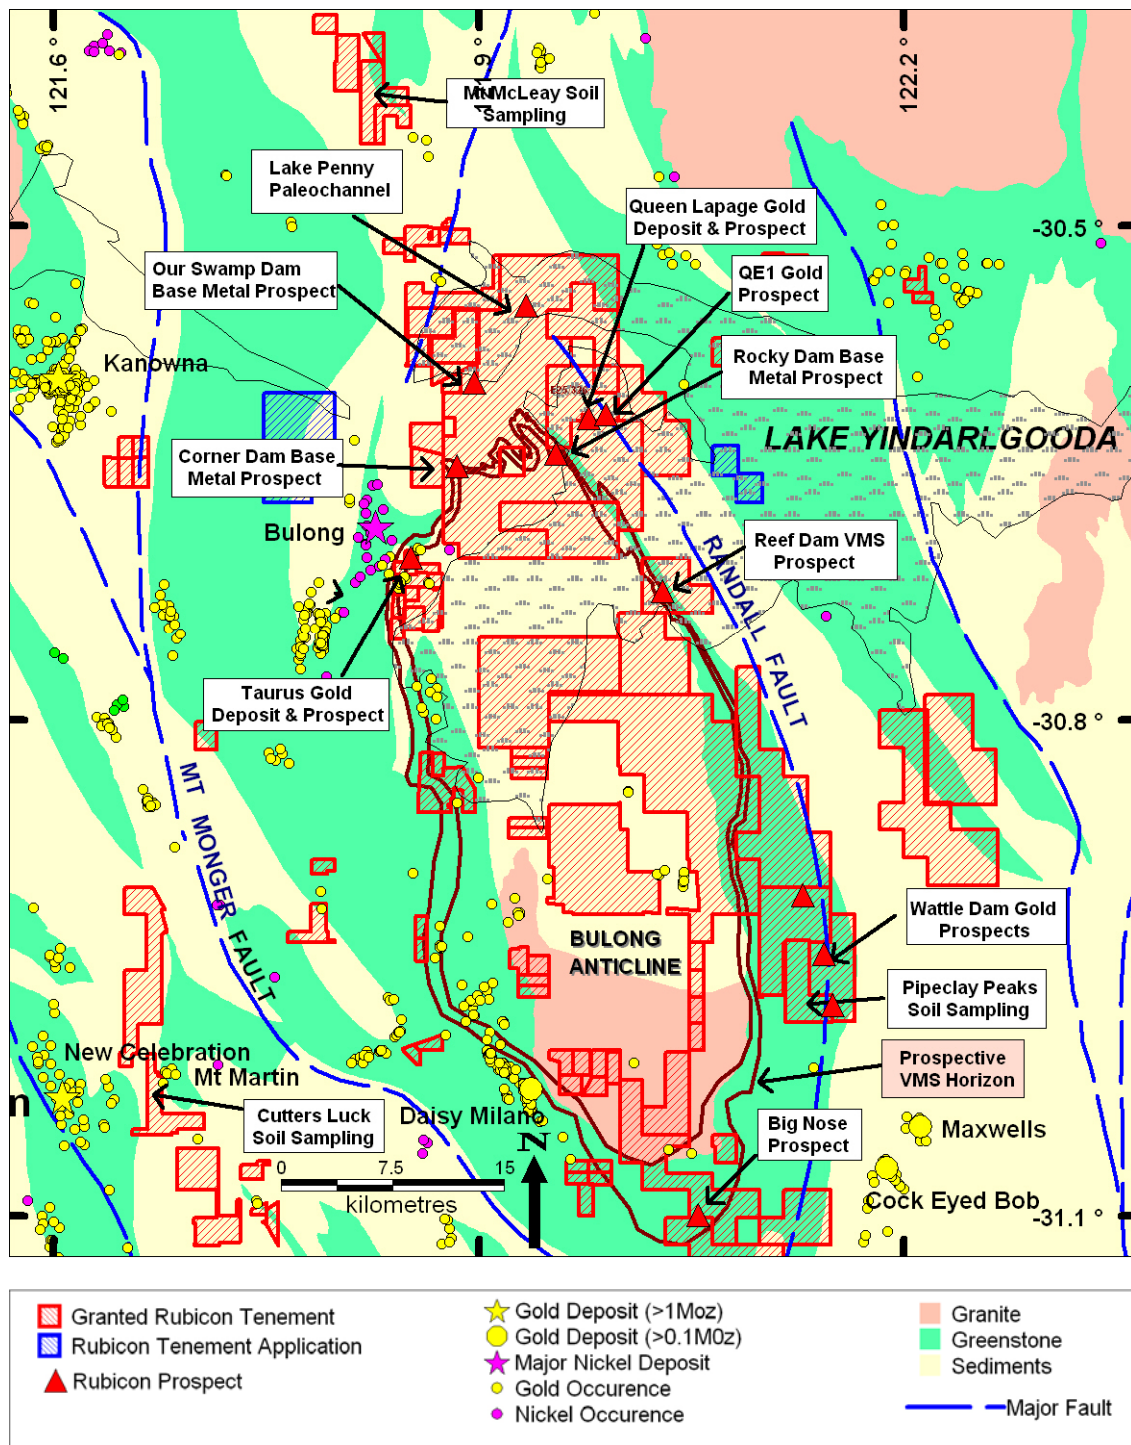 121.6 °
121.9 °
122.2 °
Mt McLeay Soil
Sampling
Lake Penny
Paleochannel
Queen Lapage Gold
Deposit & Prospect
-30.5 °
Our Swamp Dam
Base Metal Prospect
QE1 Gold
Prospect
Kanowna
Rocky Dam Base
Metal Prospect
LAKE YINDARLGOODA
Corner Dam Base
Metal Prospect
Bulong
Reef Dam VMS
Prospect
RANDALL FAULT
Taurus Gold
Deposit & Prospect
-30.8 °
MT MONGER FAULT
Wattle Dam Gold
Prospects
BULONG
ANTICLINE
Pipeclay Peaks
Soil Sampling
New Celebration
Mt Martin
Prospective
VMS Horizon
n
Cutters Luck
Soil Sampling
Daisy Milano
Big Nose
Prospect
Maxwells
N
0 7.5 15
kilometres
Cock Eyed Bob
-31.1 °
Granted Rubicon Tenement
Rubicon Tenement Application
Rubicon Prospect
Gold Deposit (>1Moz)
Gold Deposit (>0.1M0z)
Major Nickel Deposit
Gold Occurence
Nickel Occurence
Granite
Greenstone
Sediments
Major Fault